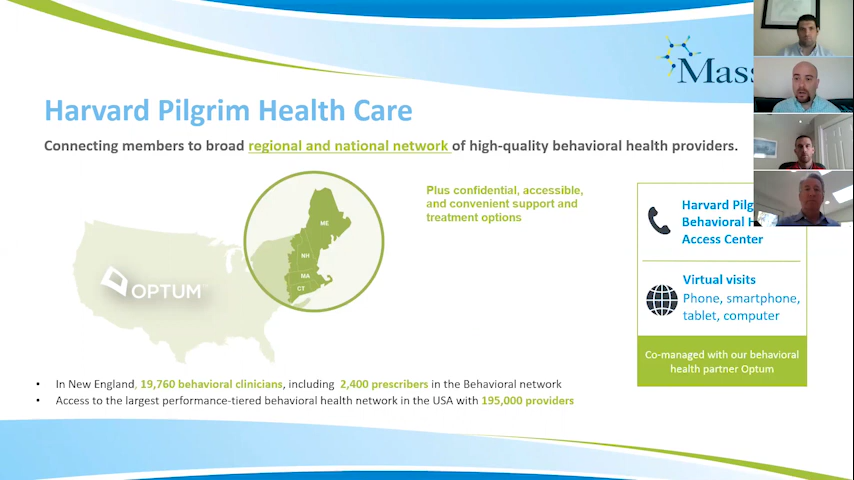 Mass
Harvard Pilgrim Health Care
Connecting members to broad regional and national network of high-quality behavioral health providers.
Plus confidential, accessible,
and convenient support and
treatment options
ME
NH
MA
CT
OPTUM
Harvard Pilg
Behavioral H
Access Center
Virtual visits
Phone, smartphone,
tablet, computer
Co-managed with our behavioral
health partner Optum
• In New England, 19,760 behavioral clinicians, including 2,400 prescribers in the Behavioral network
• Access to the largest performance-tiered behavioral health network in the USA with 195,000 providers